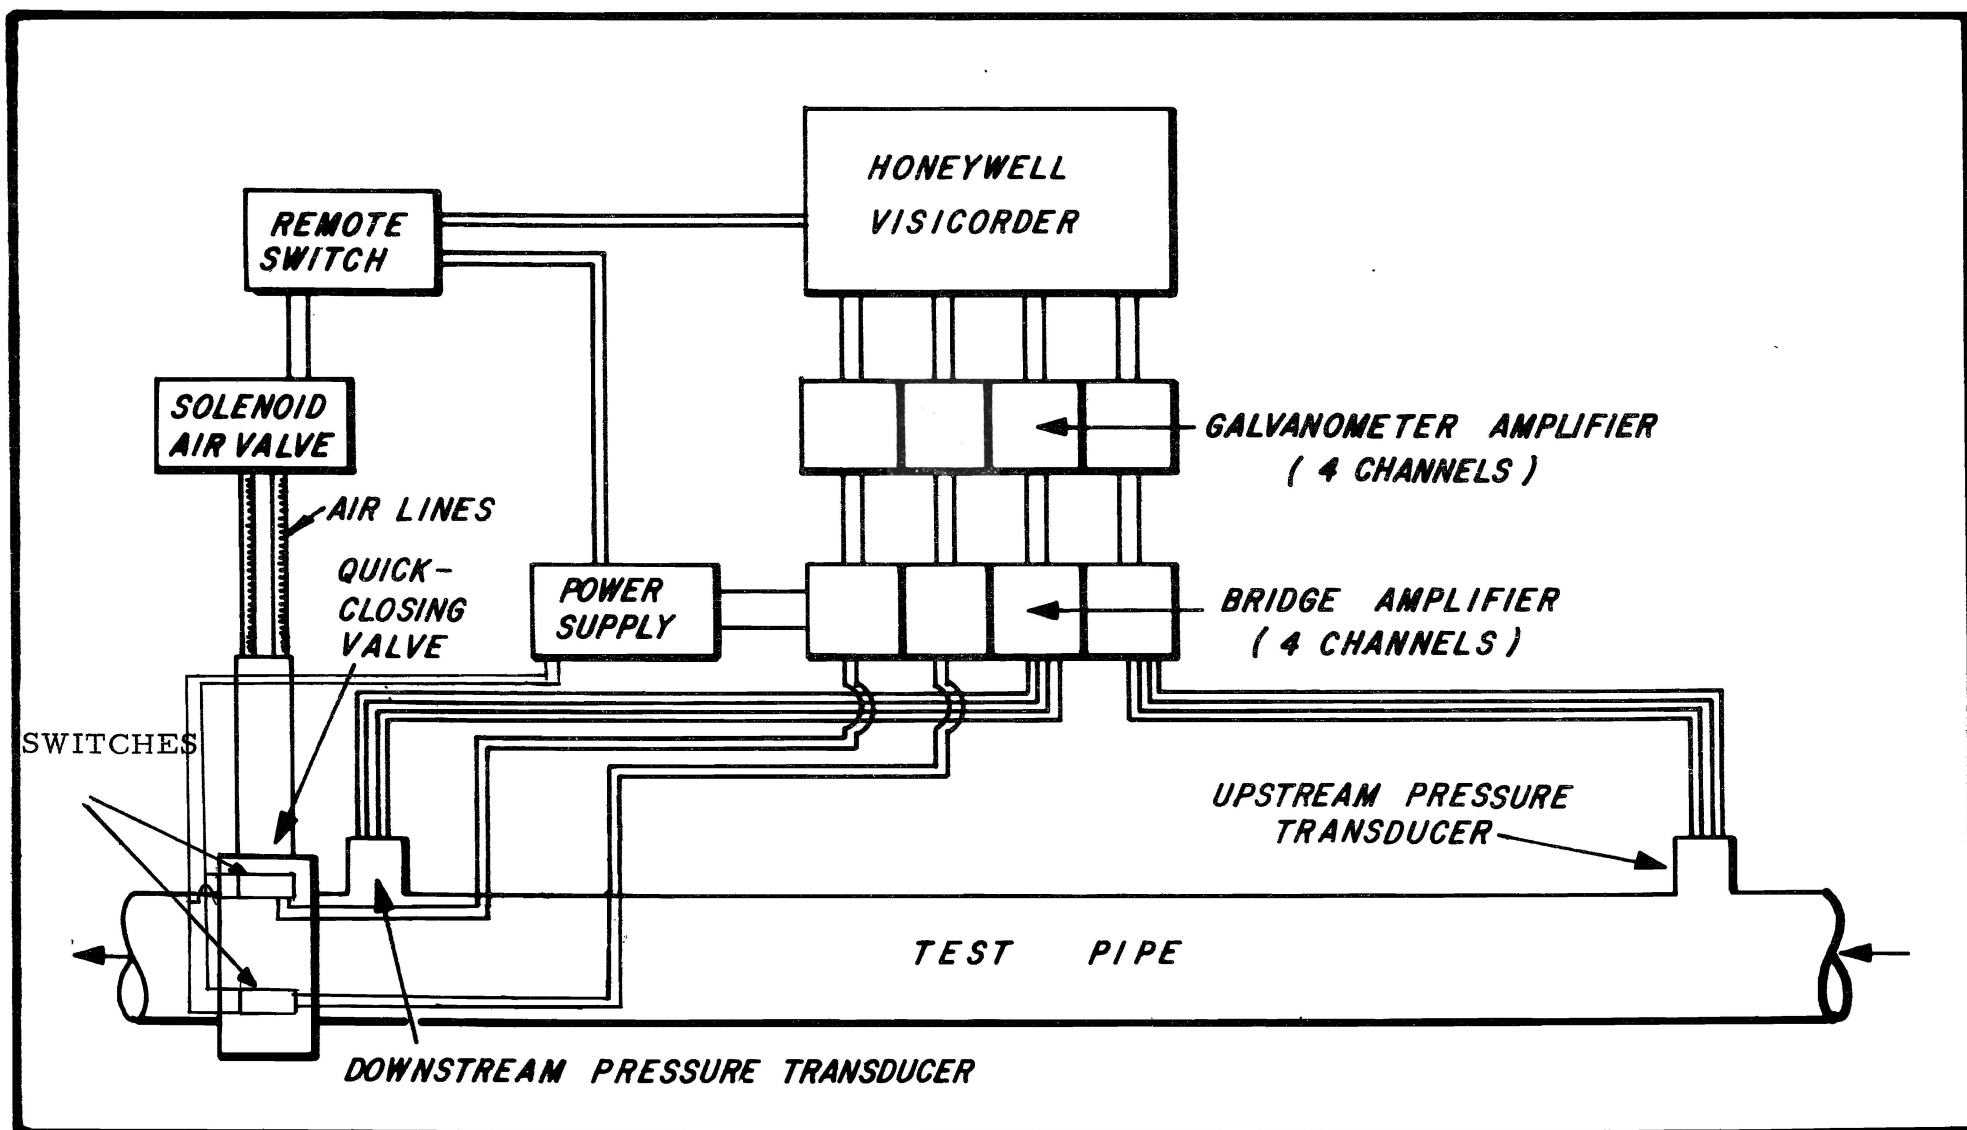 HONEYWELL
VISICORDER
REMOTE
SWITCH
SOLENOID
AIR VALVE
GALVANOMETER AMPLIFIER
( 4 CHANNELS )
AIR LINES
QUICK-
CLOSING
VALVE
POWER
SUPPLY
BRIDGE AMPLIFIER
( 4 CHANNELS )
SWITCHES
UPSTREAM PRESSURE
TRANSDUCER
TEST PIPE
DOWNSTREAM PRESSURE TRANSDUCER